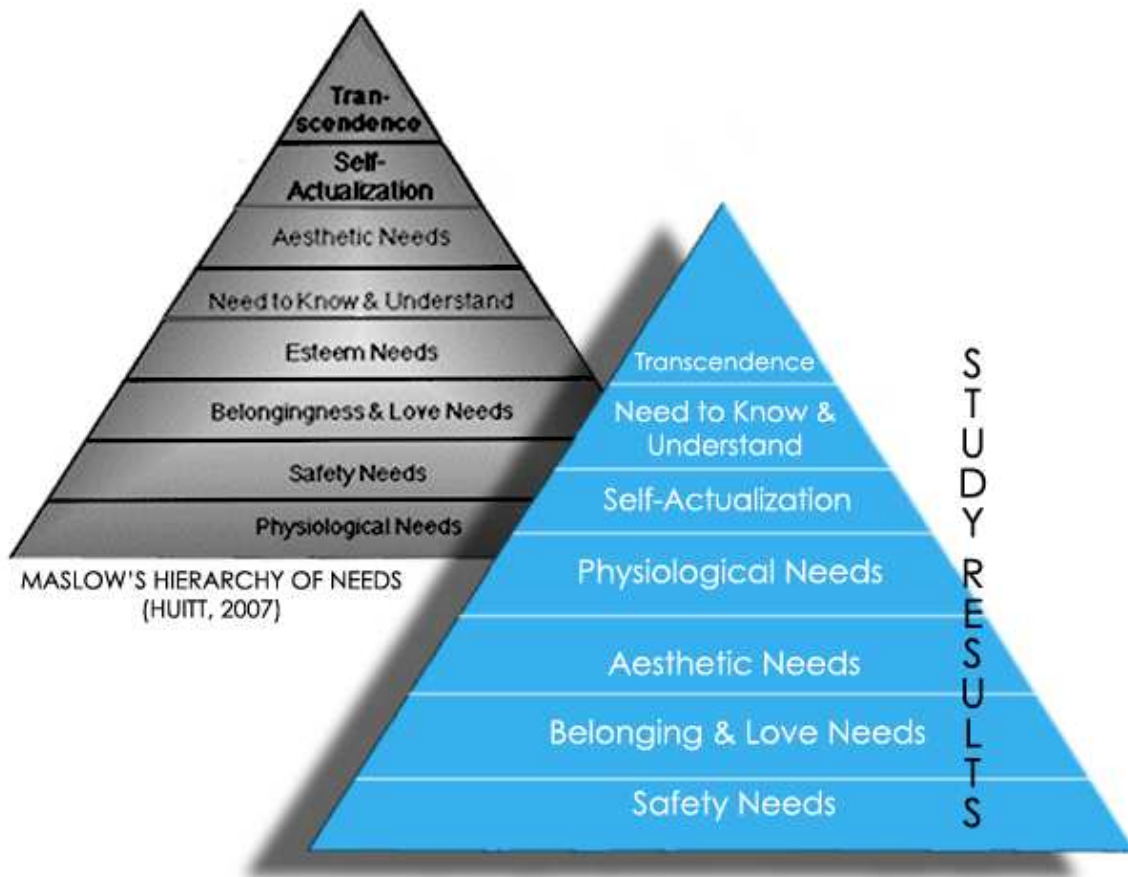 Tran-
scendence
Self-
Actualization
Aesthetic Needs
Need to Know & Understand
Esteem Needs
Belongingness & Love Needs
Safety Needs
Physiological Needs
MASLOW'S HIERARCHY OF NEEDS
(HUITT, 2007)
Transcendence
Need to Know &
Understand
Self-Actualization
Physiological Needs
Aesthetic Needs
Belonging & Love Needs
Safety Needs
STUDY RESULTS